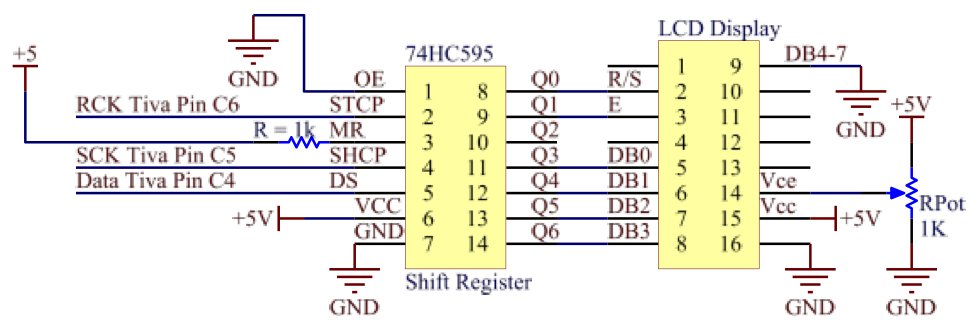 LCD Display
+5
74HC595
DB4-7
GND
OE
1
8
Q0
R/S
1
9
2
10
RCK Tiva Pin C6
STCP
2
9
Q1
E
3
11
+5V
GND
R = 1k
MR
3
10
Q2
4
12
SCK Tiva Pin C5
SHCP
4
11
Q3
DB0
5
13
Data Tiva Pin C4
DS
5
12
Q4
DB1
6
14
Vce
RPot
1K
+5V
VCC
6
13
Q5
DB2
7
15
Vcc
+5V
GND
7
14
Q6
DB3
8
16
Shift Register
GND
GND
GND